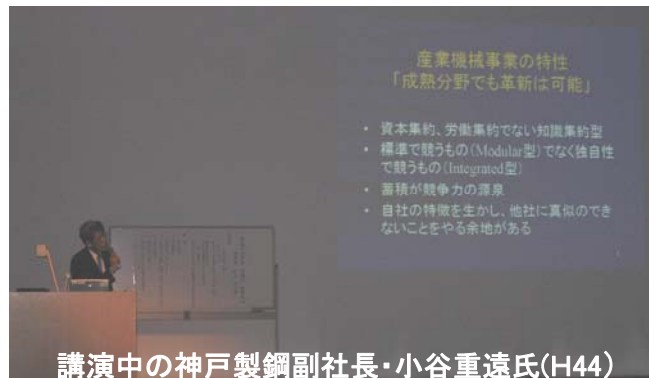 産業機械事業の特性
「成熟分野でも革新は可能」
• 資本集約、労働集約でない知識集約型
• 標準で競うもの(Modular型)でなく独自性
で競うもの(Integrated型)
• 蓄積が競争力の源泉
• 自社の特徴を生かし、他社に真似のでき
ないことをやる余地がある
講演中の神戸製鋼副社長・小谷重遠氏(H44)